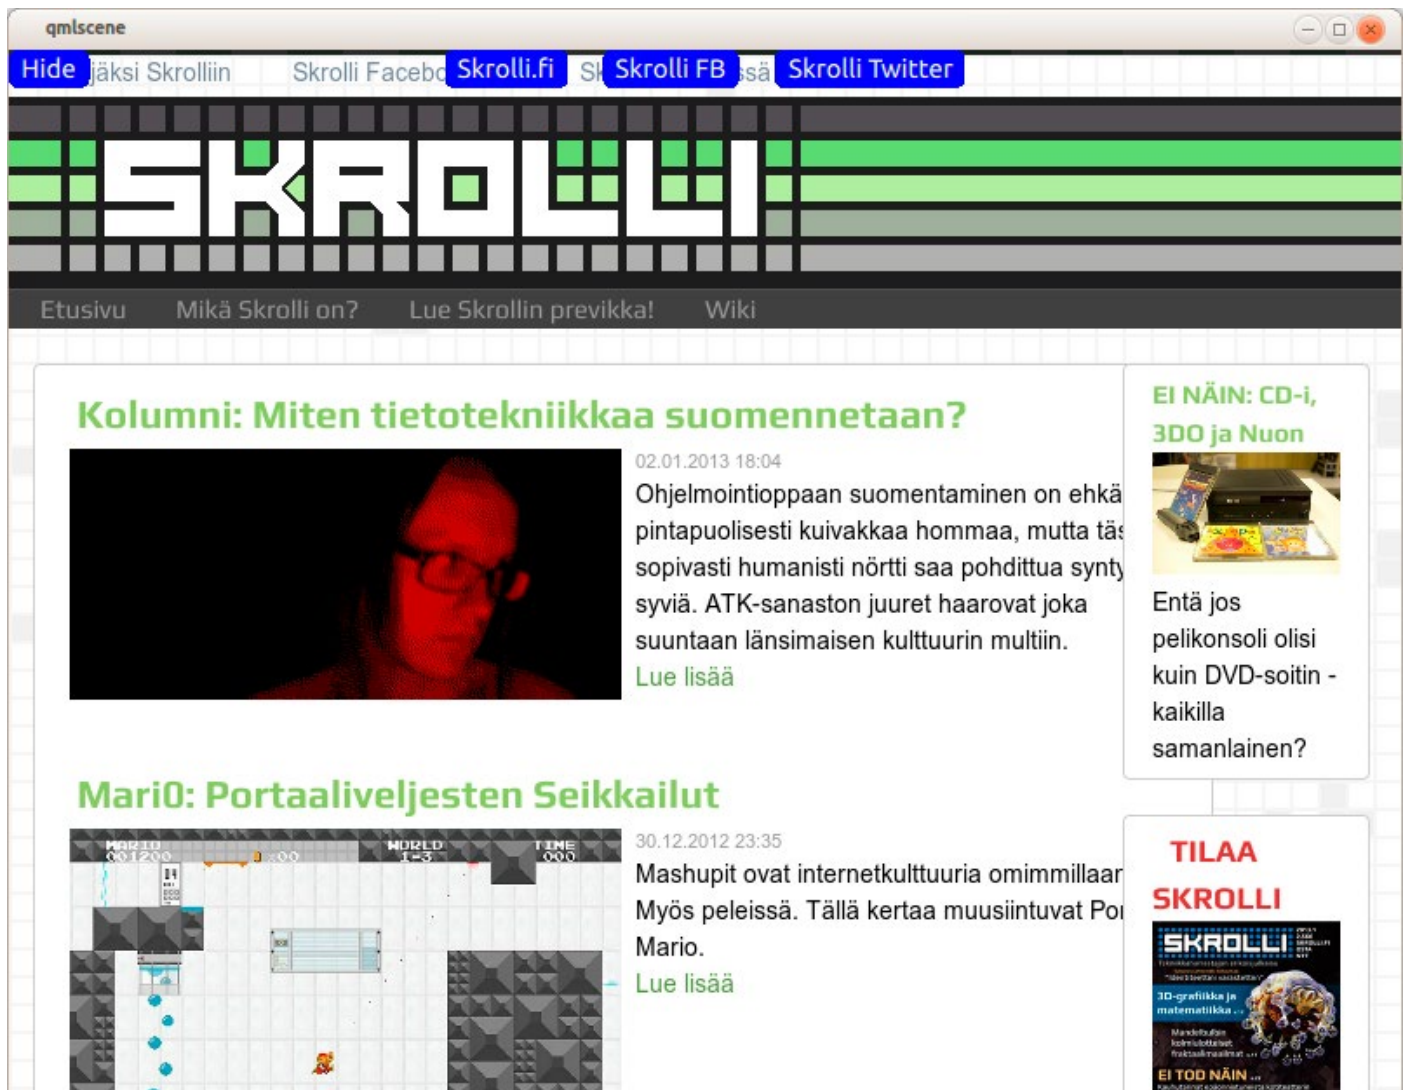 qmlscene
Hide jäksi Skrolliin Skrolli Facebo Skrolli.fi Sk Skrolli FB ssä Skrolli Twitter
SKROLLI
Etusivu Mikä Skrolli on? Lue Skrollin previkka! Wiki
Kolumni: Miten tietotekniikkaa suomennetaan?
02.01.2013 18:04
Ohjelmointioppaan suomentaminen on ehkä
pintapuolisesti kuivakkaa hommaa, mutta täs
sopivasti humanisti nörtti saa pohdittua synty
syviä. ATK-sanaston juuret haarovat joka
suuntaan länsimaisen kulttuurin multiin.
Lue lisää
Mari0: Portaaliveljesten Seikkailut
MARIO WORLD TIME
001200 0 :00 1-3 000
30.12.2012 23:35
Mashupit ovat internetkulttuuria omimmillaan
Myös peleissä. Tällä kertaa muusiintuvat Por
Mario.
Lue lisää
EI NÄIN: CD-i,
3DO ja Nuon
Entä jos
pelikonsoli olisi
kuin DVD-soitin -
kaikilla
samanlainen?
TILAA
SKROLLI
SKROLLI
3D-grafiikka ja
matematiikka
Mandelbulbin
kolmiulotteiset
fraktaalimaailmat
EI TOD NÄIN